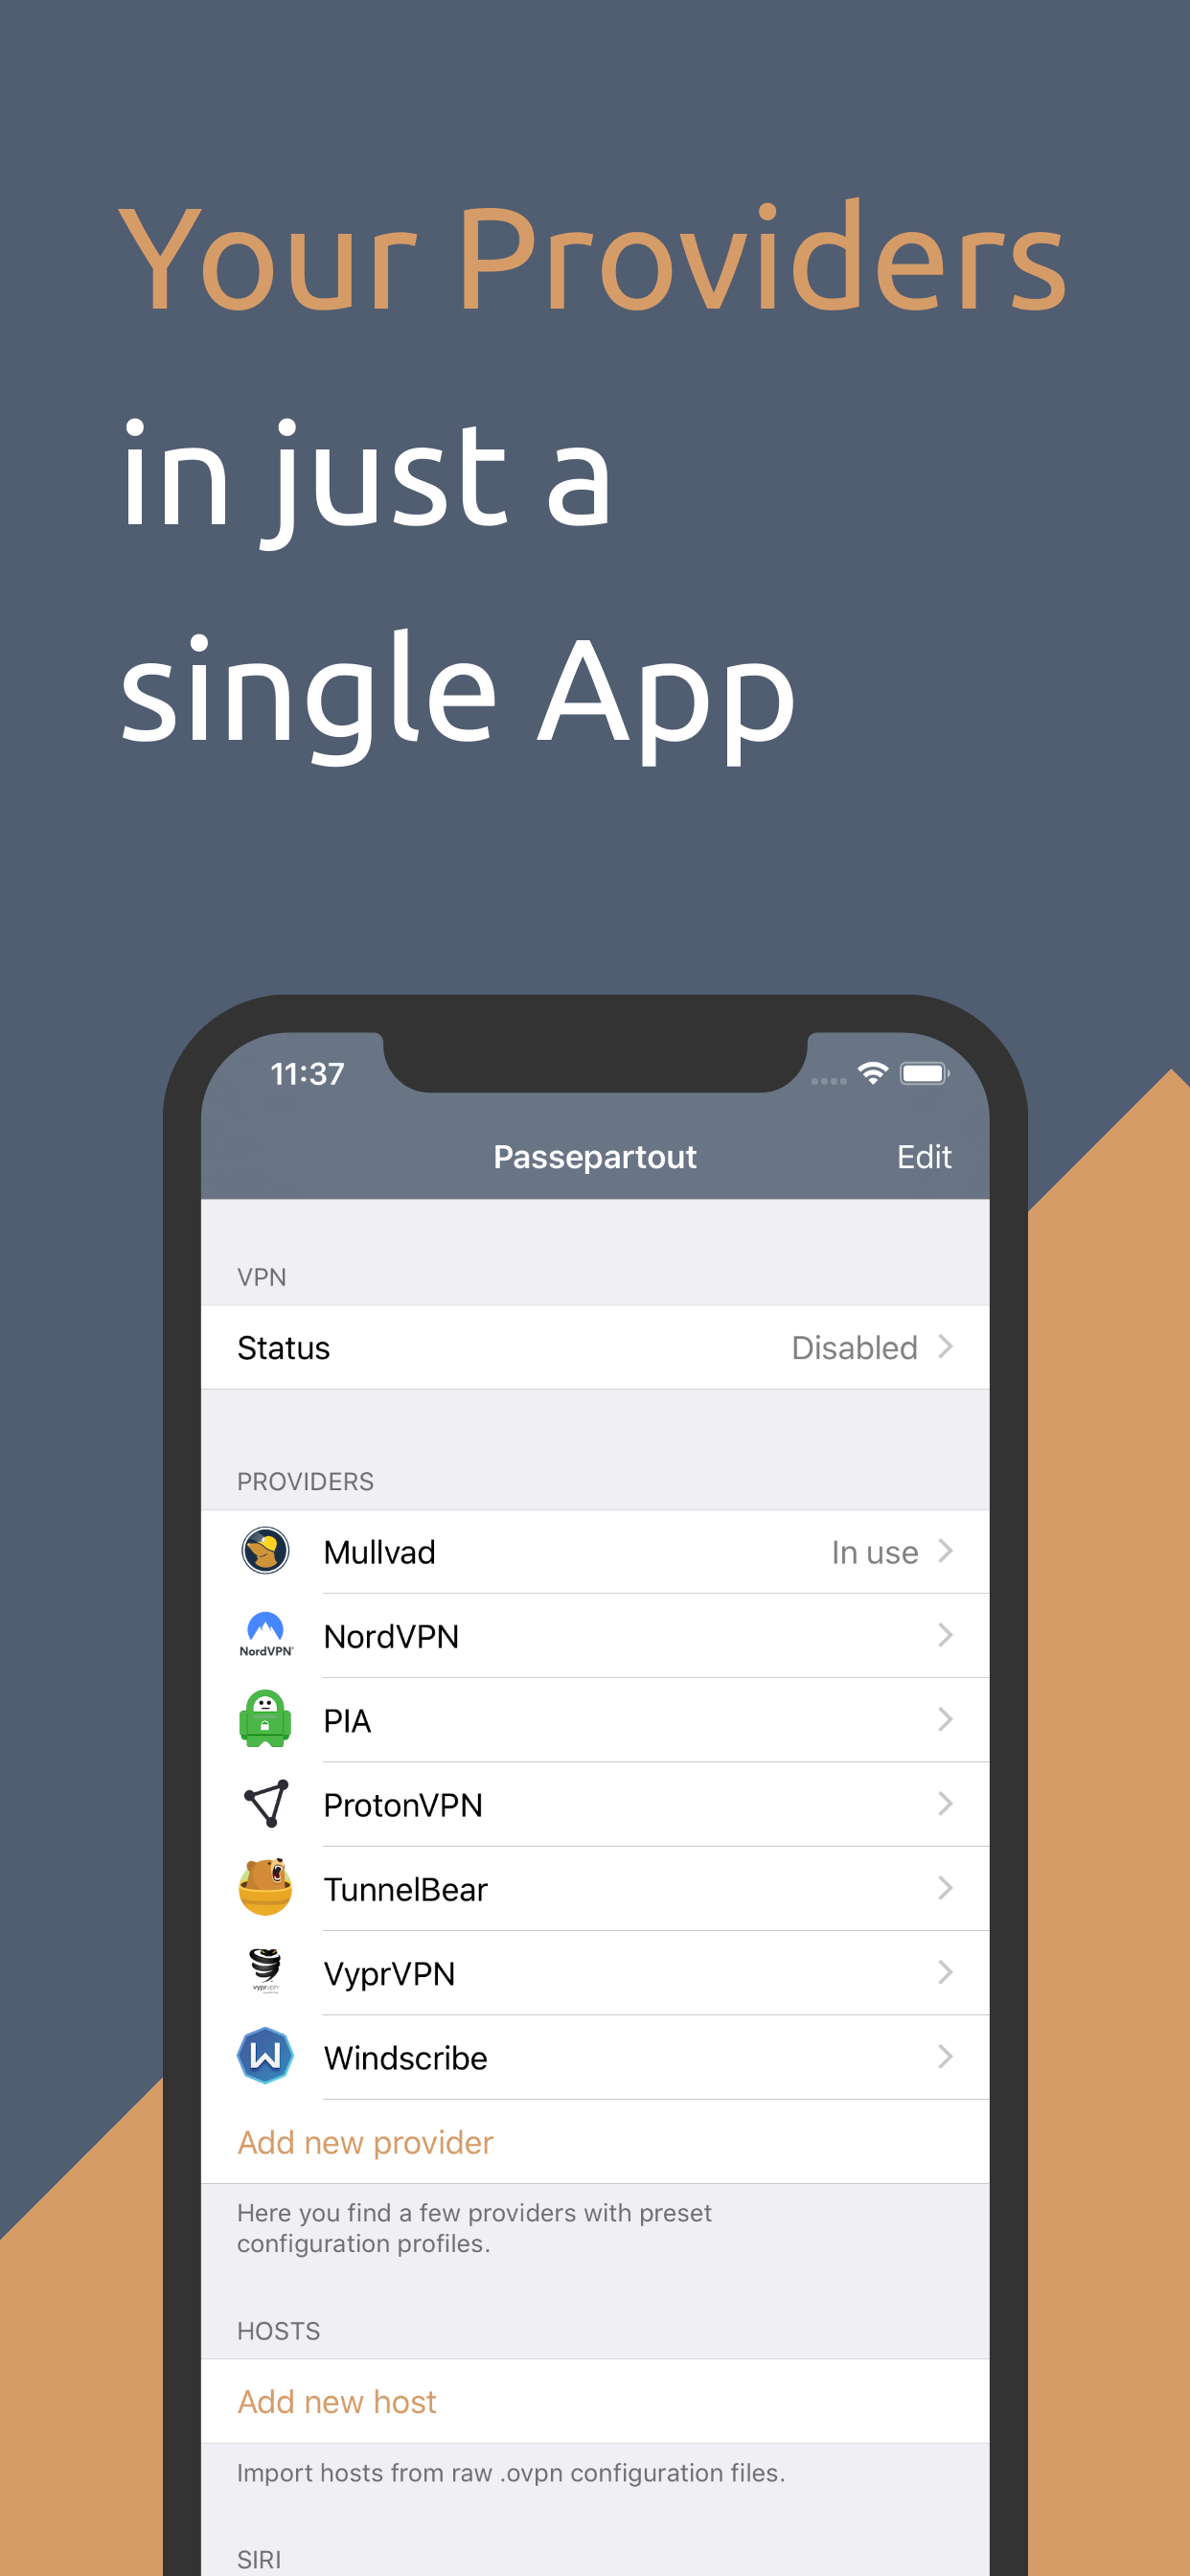 Your Providers
in just a
single App
11:37
Passepartout Edit
VPN
Status Disabled
PROVIDERS
Mullvad In use
NordVPN
NordVPN
PIA
ProtonVPN
TunnelBear
VyprVPN
vyprvpn
Windscribe
Add new provider
Here you find a few providers with preset
configuration profiles.
HOSTS
Add new host
Import hosts from raw .ovpn configuration files.
SIRI